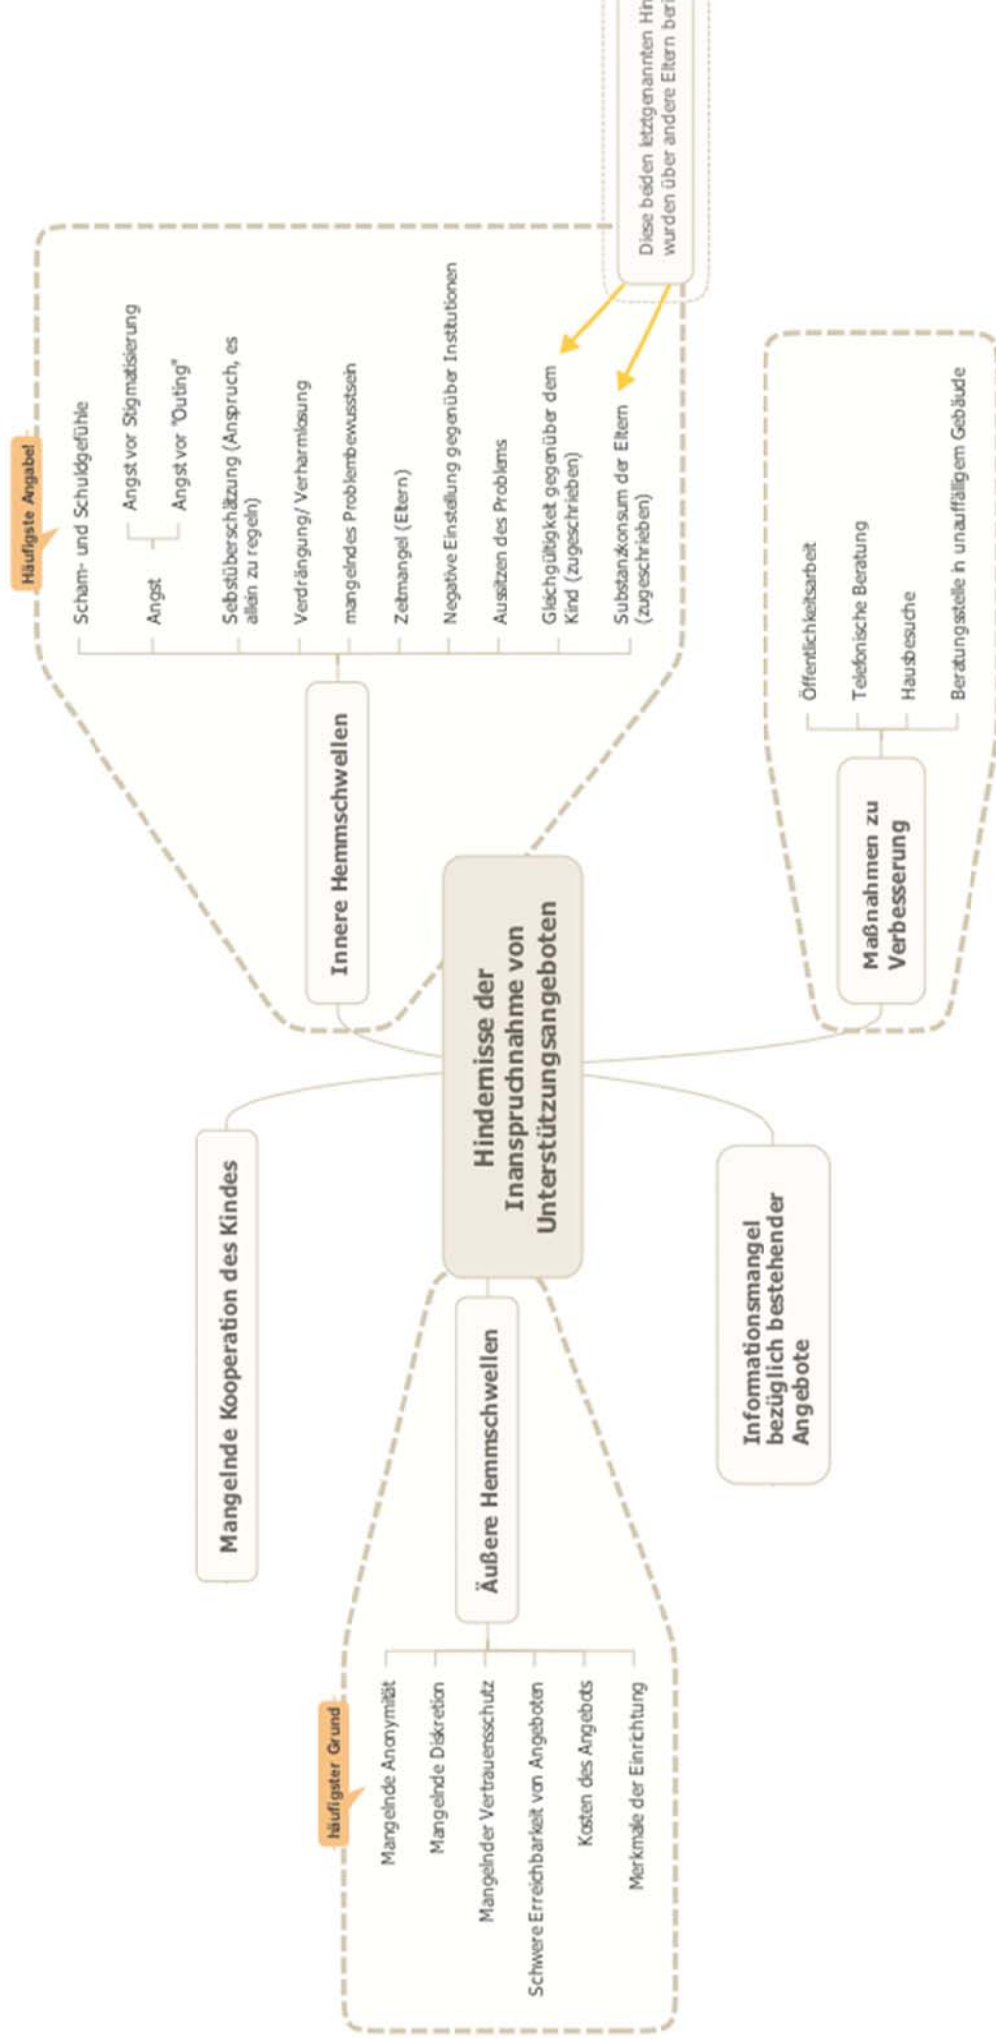 Hindernisse der
Inanspruchnahme von
Unterstützungsangeboten
Innere Hemmschwellen
Häufigste Angabe!
Scham- und Schuldgefühle
Angst
Angst vor Stigmatisierung
Angst vor "Outing"
Selbstüberschätzung (Anspruch, es
allein zu regeln)
Verdrängung/ Verharmlosung
mangelndes Problembewusstsein
Zeitmangel (Eltern)
Negative Einstellung gegenüber Institutionen
Aussitzen des Problems
Gleichgültigkeit gegenüber dem
Kind (zugeschrieben)
Substanzkonsum der Eltern
(zugeschrieben)
Diese beiden letztgenannten
wurden über andere Eltern
Maßnahmen zu
Verbesserung
Öffentlichkeitsarbeit
Telefonische Beratung
Hausbesuche
Beratungsstelle in unauffälligem Gebäude
Informationsmangel
bezüglich bestehender
Angebote
Äußere Hemmschwellen
häufigster Grund
Mangelnde Anonymität
Mangelnde Diskretion
Mangelnder Vertrauensschutz
Schwere Erreichbarkeit von Angeboten
Kosten des Angebots
Merkmale der Einrichtung
Mangelnde Kooperation des Kindes